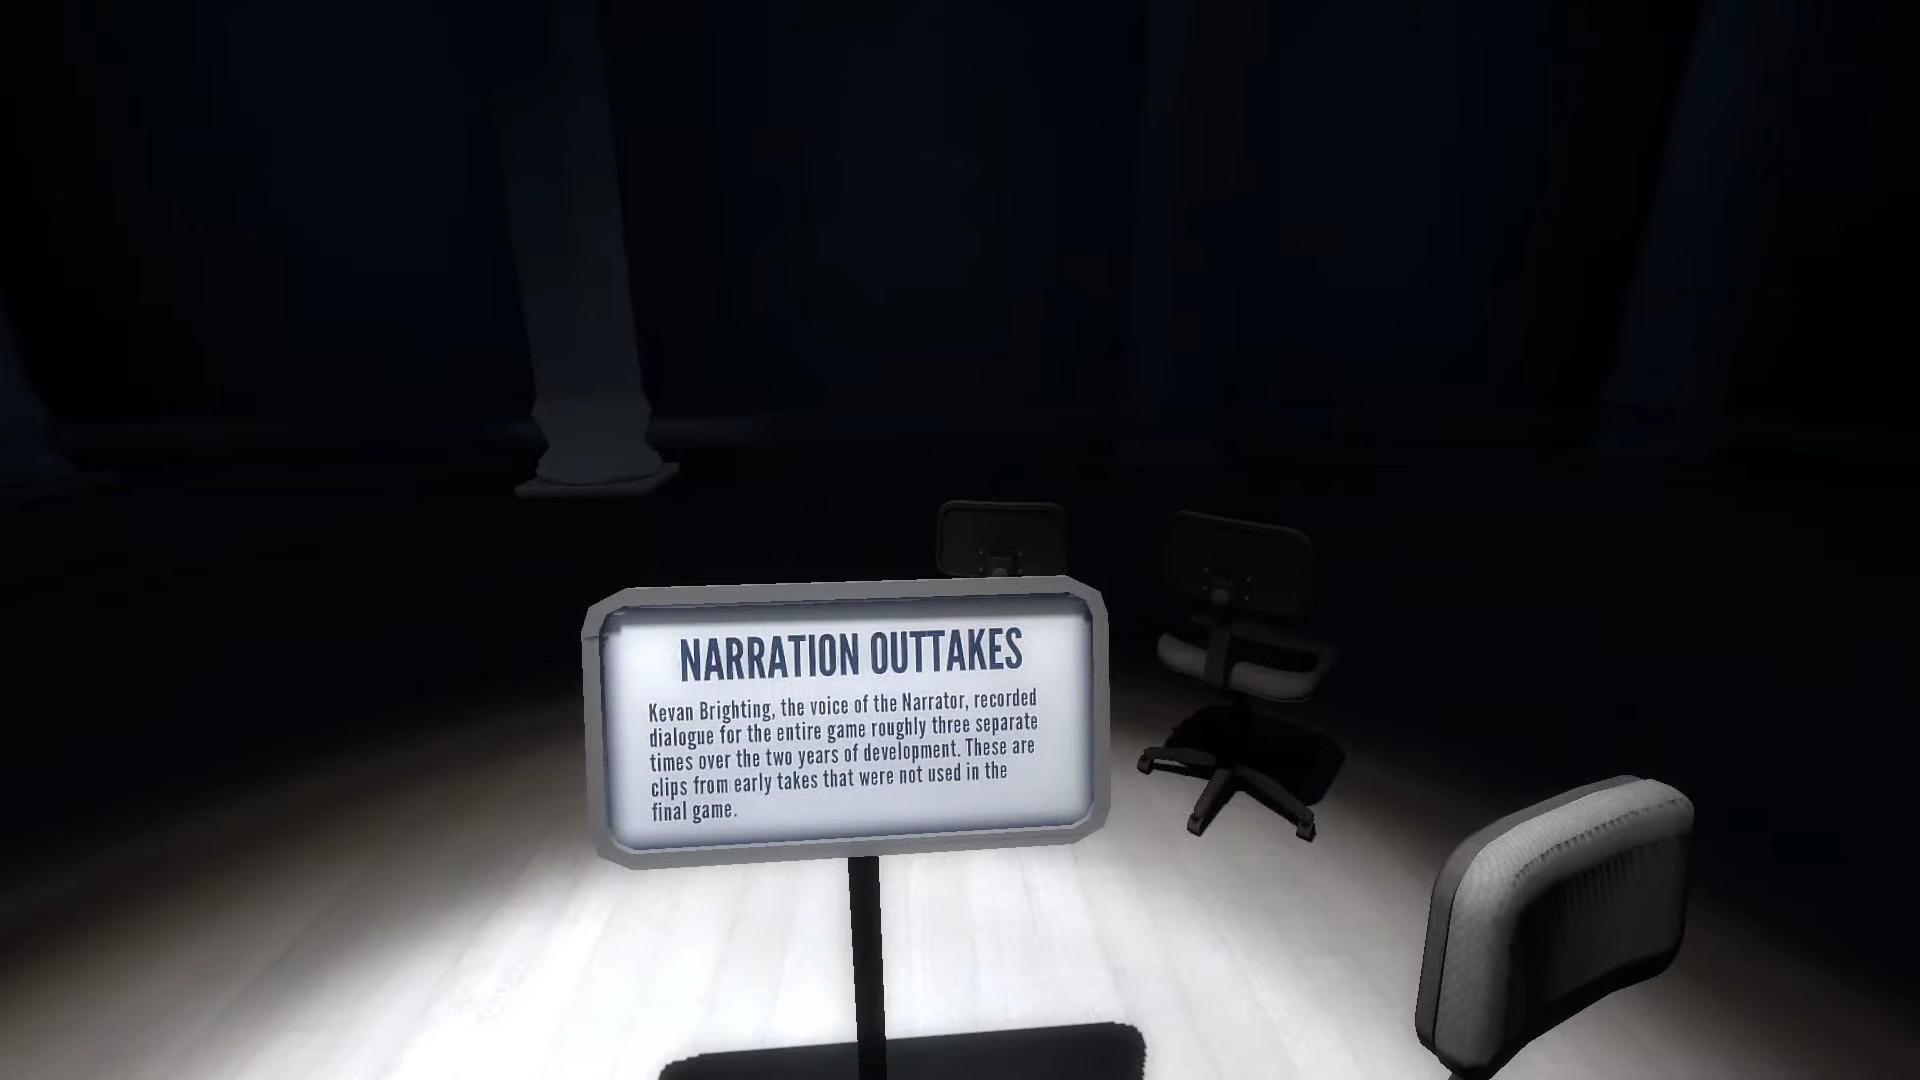 NARRATION OUTTAKES
Kevan Brighting, the voice of the Narrator, recorded
dialogue for the entire game roughly three separate
times over the two years of development. These are
clips from early takes that were not used in the
final game.